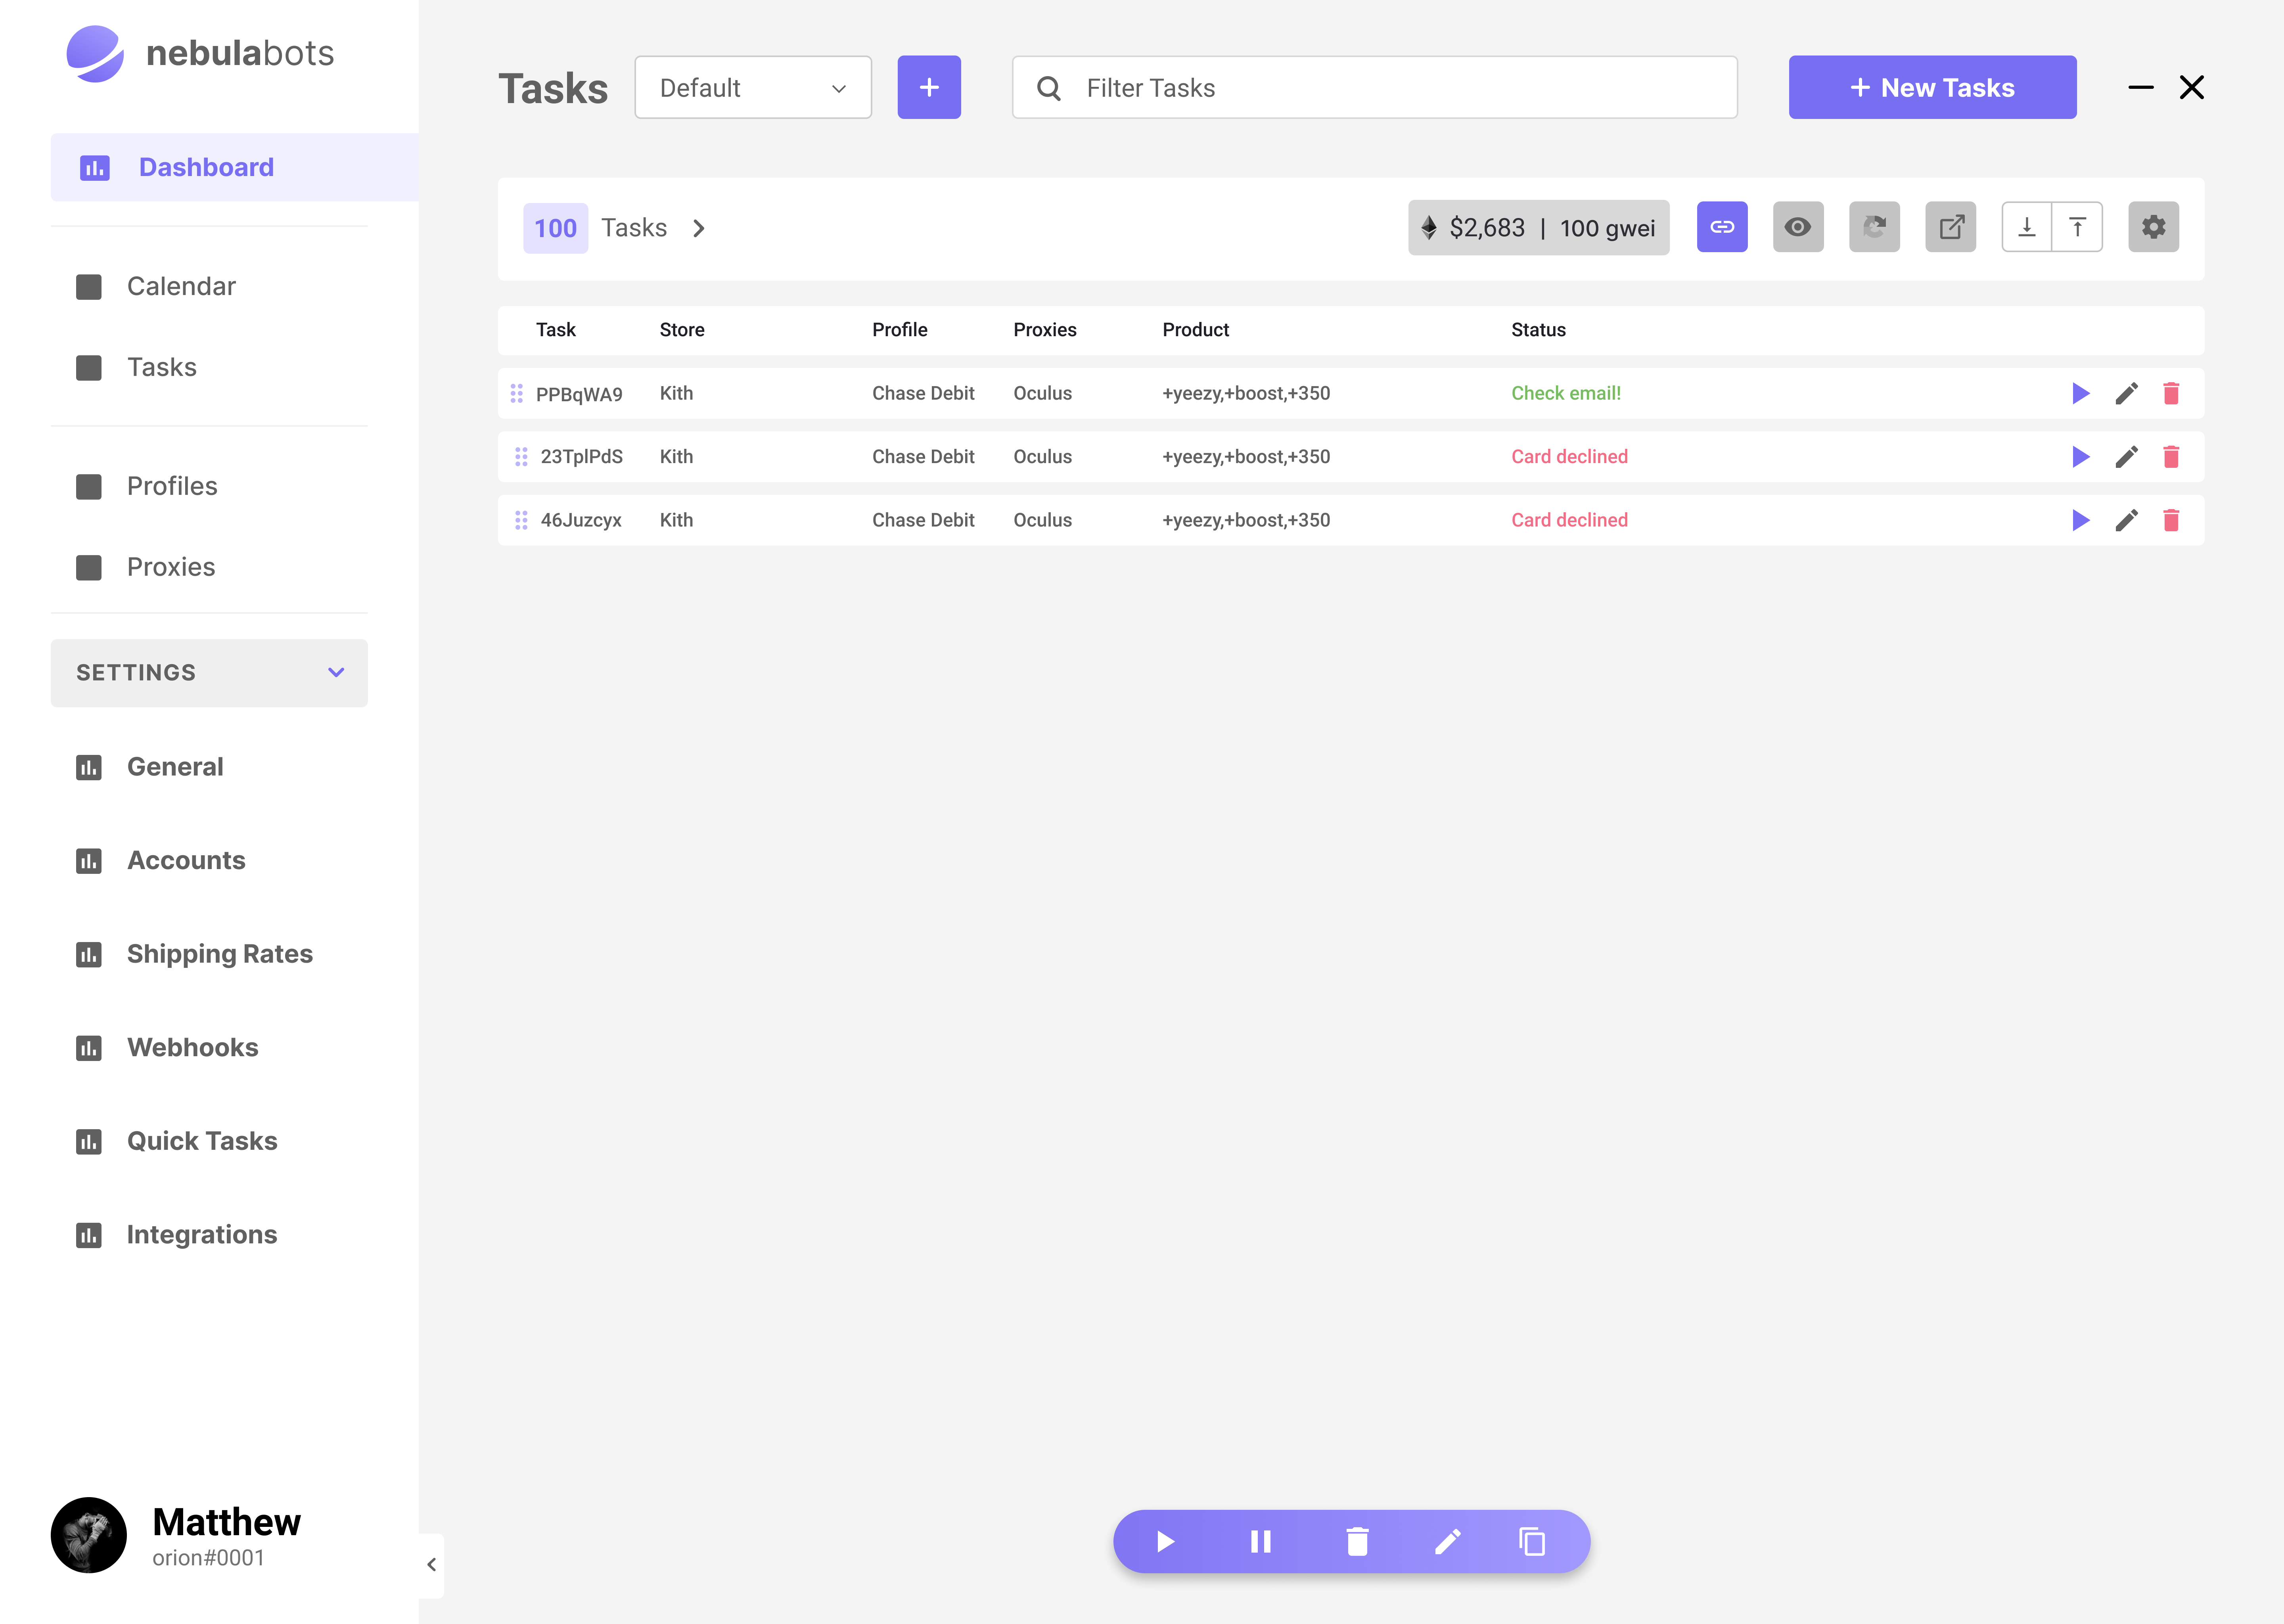 nebulabots
Dashboard
Calendar
Tasks
Profiles
Proxies
SETTINGS
General
Accounts
Shipping Rates
Webhooks
Quick Tasks
Integrations
Matthew
orion#0001
Tasks Default + Filter Tasks + New Tasks
100 Tasks $2,683 | 100 gwei
Task Store Profile Proxies Product Status
PPBqWA9 Kith Chase Debit Oculus +yeezy,+boost,+350 Check email!
23TplPdS Kith Chase Debit Oculus +yeezy,+boost,+350 Card declined
46Juzcyx Kith Chase Debit Oculus +yeezy,+boost,+350 Card declined